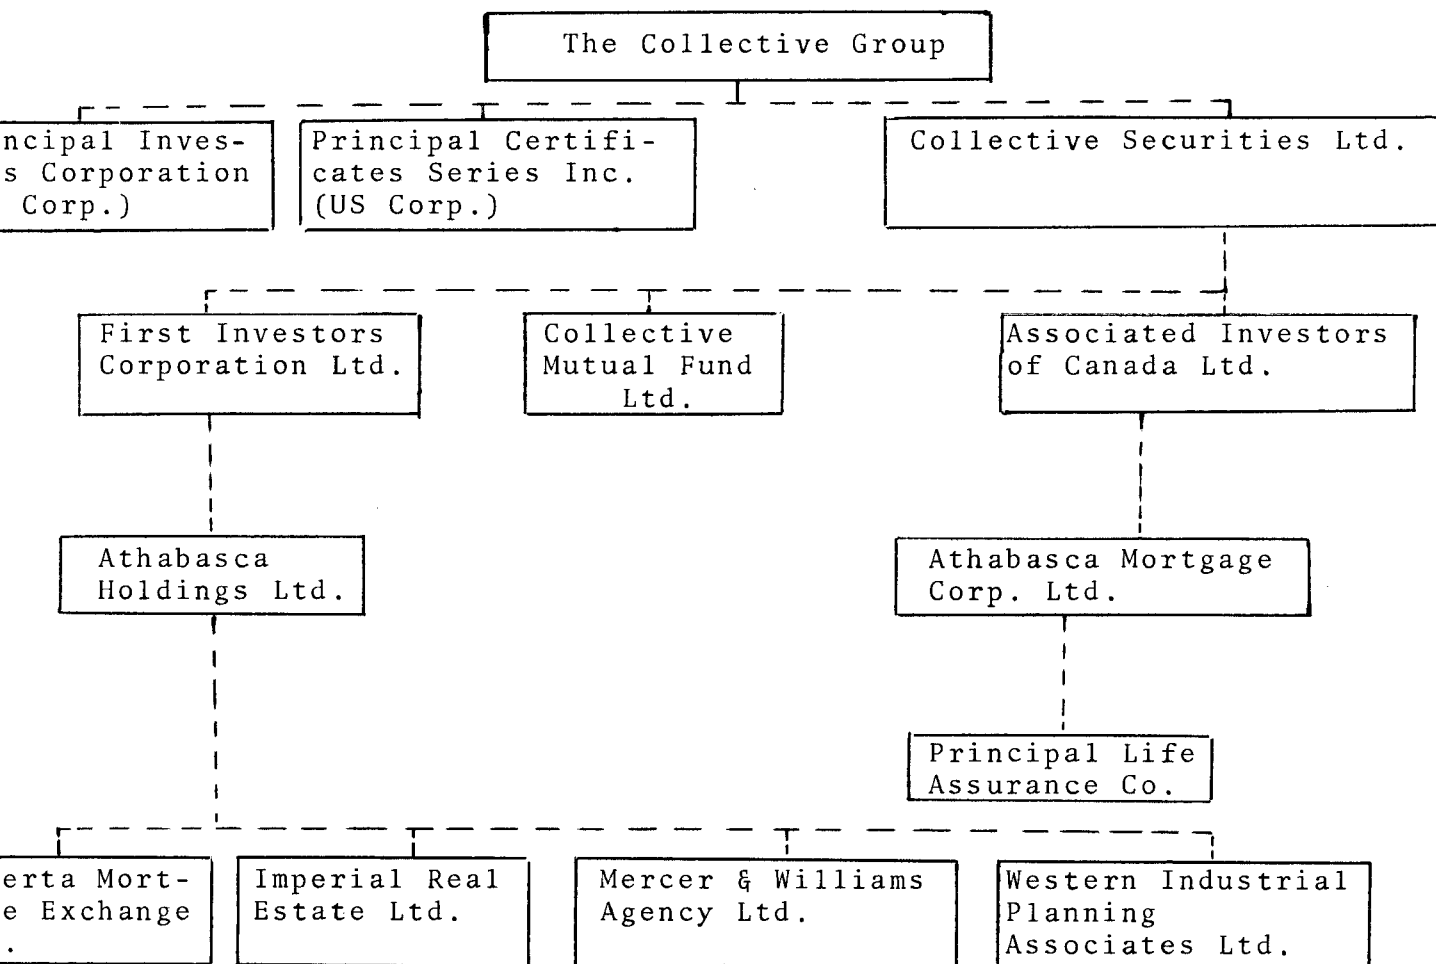 The Collective Group
ncipal Inves-
s Corporation
Corp.)
Principal Certifi-
cates Series Inc.
(US Corp.)
Collective Securities Ltd.
First Investors
Corporation Ltd.
Collective
Mutual Fund
Ltd.
Associated Investors
of Canada Ltd.
Athabasca
Holdings Ltd.
Athabasca Mortgage
Corp. Ltd.
Principal Life
Assurance Co.
erta Mort-
e Exchange
.
Imperial Real
Estate Ltd.
Mercer & Williams
Agency Ltd.
Western Industrial
Planning
Associates Ltd.